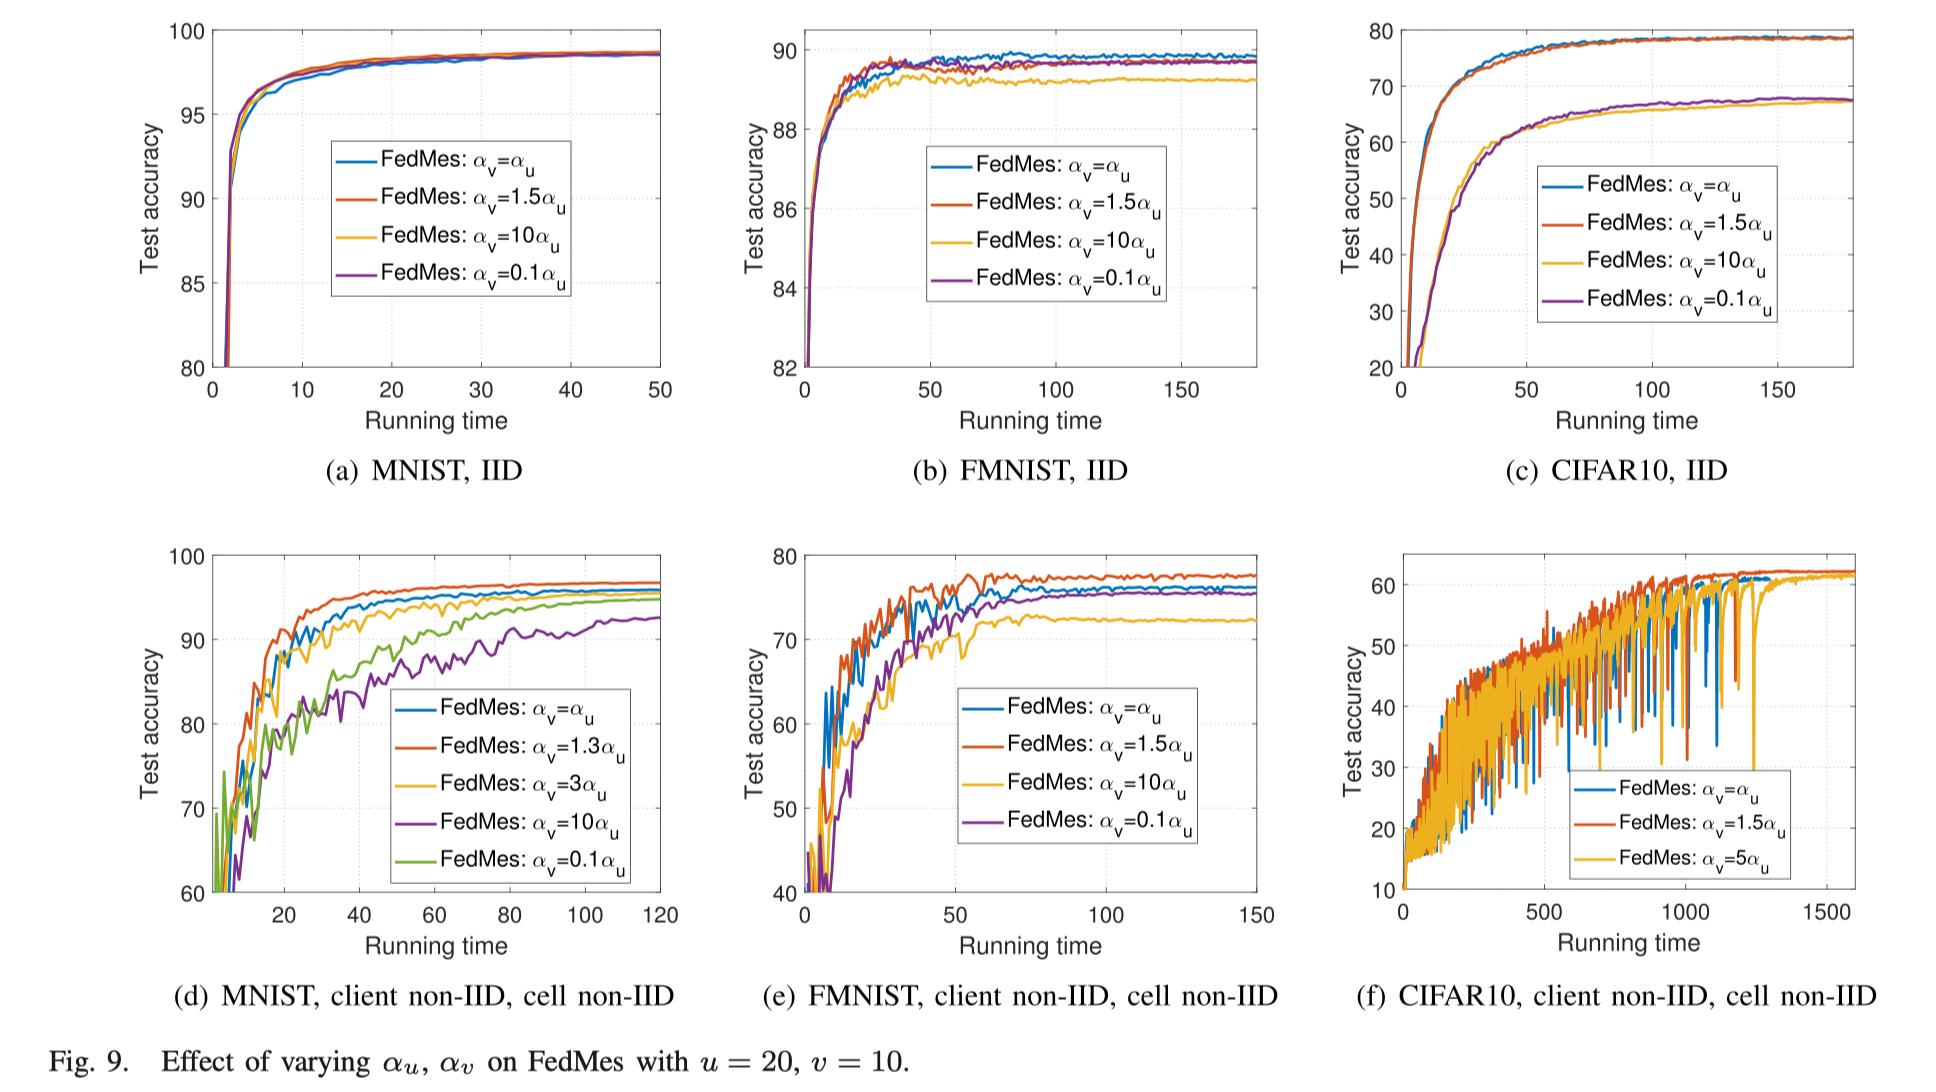 100
95
90
85
80
Test accuracy
FedMes: αv=αu
FedMes: αv=1.5αu
FedMes: αv=10αu
FedMes: αv=0.1αu
0 10 20 30 40 50
Running time
(a) MNIST, IID
90
88
86
84
82
Test accuracy
FedMes: αv=αu
FedMes: αv=1.5αu
FedMes: αv=10αu
FedMes: αv=0.1αu
0 50 100 150
Running time
(b) FMNIST, IID
80
70
60
50
40
30
20
Test accuracy
FedMes: αv=αu
FedMes: αv=1.5αu
FedMes: αv=10αu
FedMes: αv=0.1αu
0 50 100 150
Running time
(c) CIFAR10, IID
100
90
80
70
60
Test accuracy
FedMes: αv=αu
FedMes: αv=1.3αu
FedMes: αv=3αu
FedMes: αv=10αu
FedMes: αv=0.1αu
20 40 60 80 100 120
Running time
(d) MNIST, client non-IID, cell non-IID
80
70
60
50
40
Test accuracy
FedMes: αv=αu
FedMes: αv=1.5αu
FedMes: αv=10αu
FedMes: αv=0.1αu
0 50 100 150
Running time
(e) FMNIST, client non-IID, cell non-IID
60
50
40
30
20
10
Test accuracy
FedMes: αv=αu
FedMes: αv=1.5αu
FedMes: αv=5αu
0 500 1000 1500
Running time
(f) CIFAR10, client non-IID, cell non-IID
Fig. 9. Effect of varying αu, αv on FedMes with u = 20, v = 10.